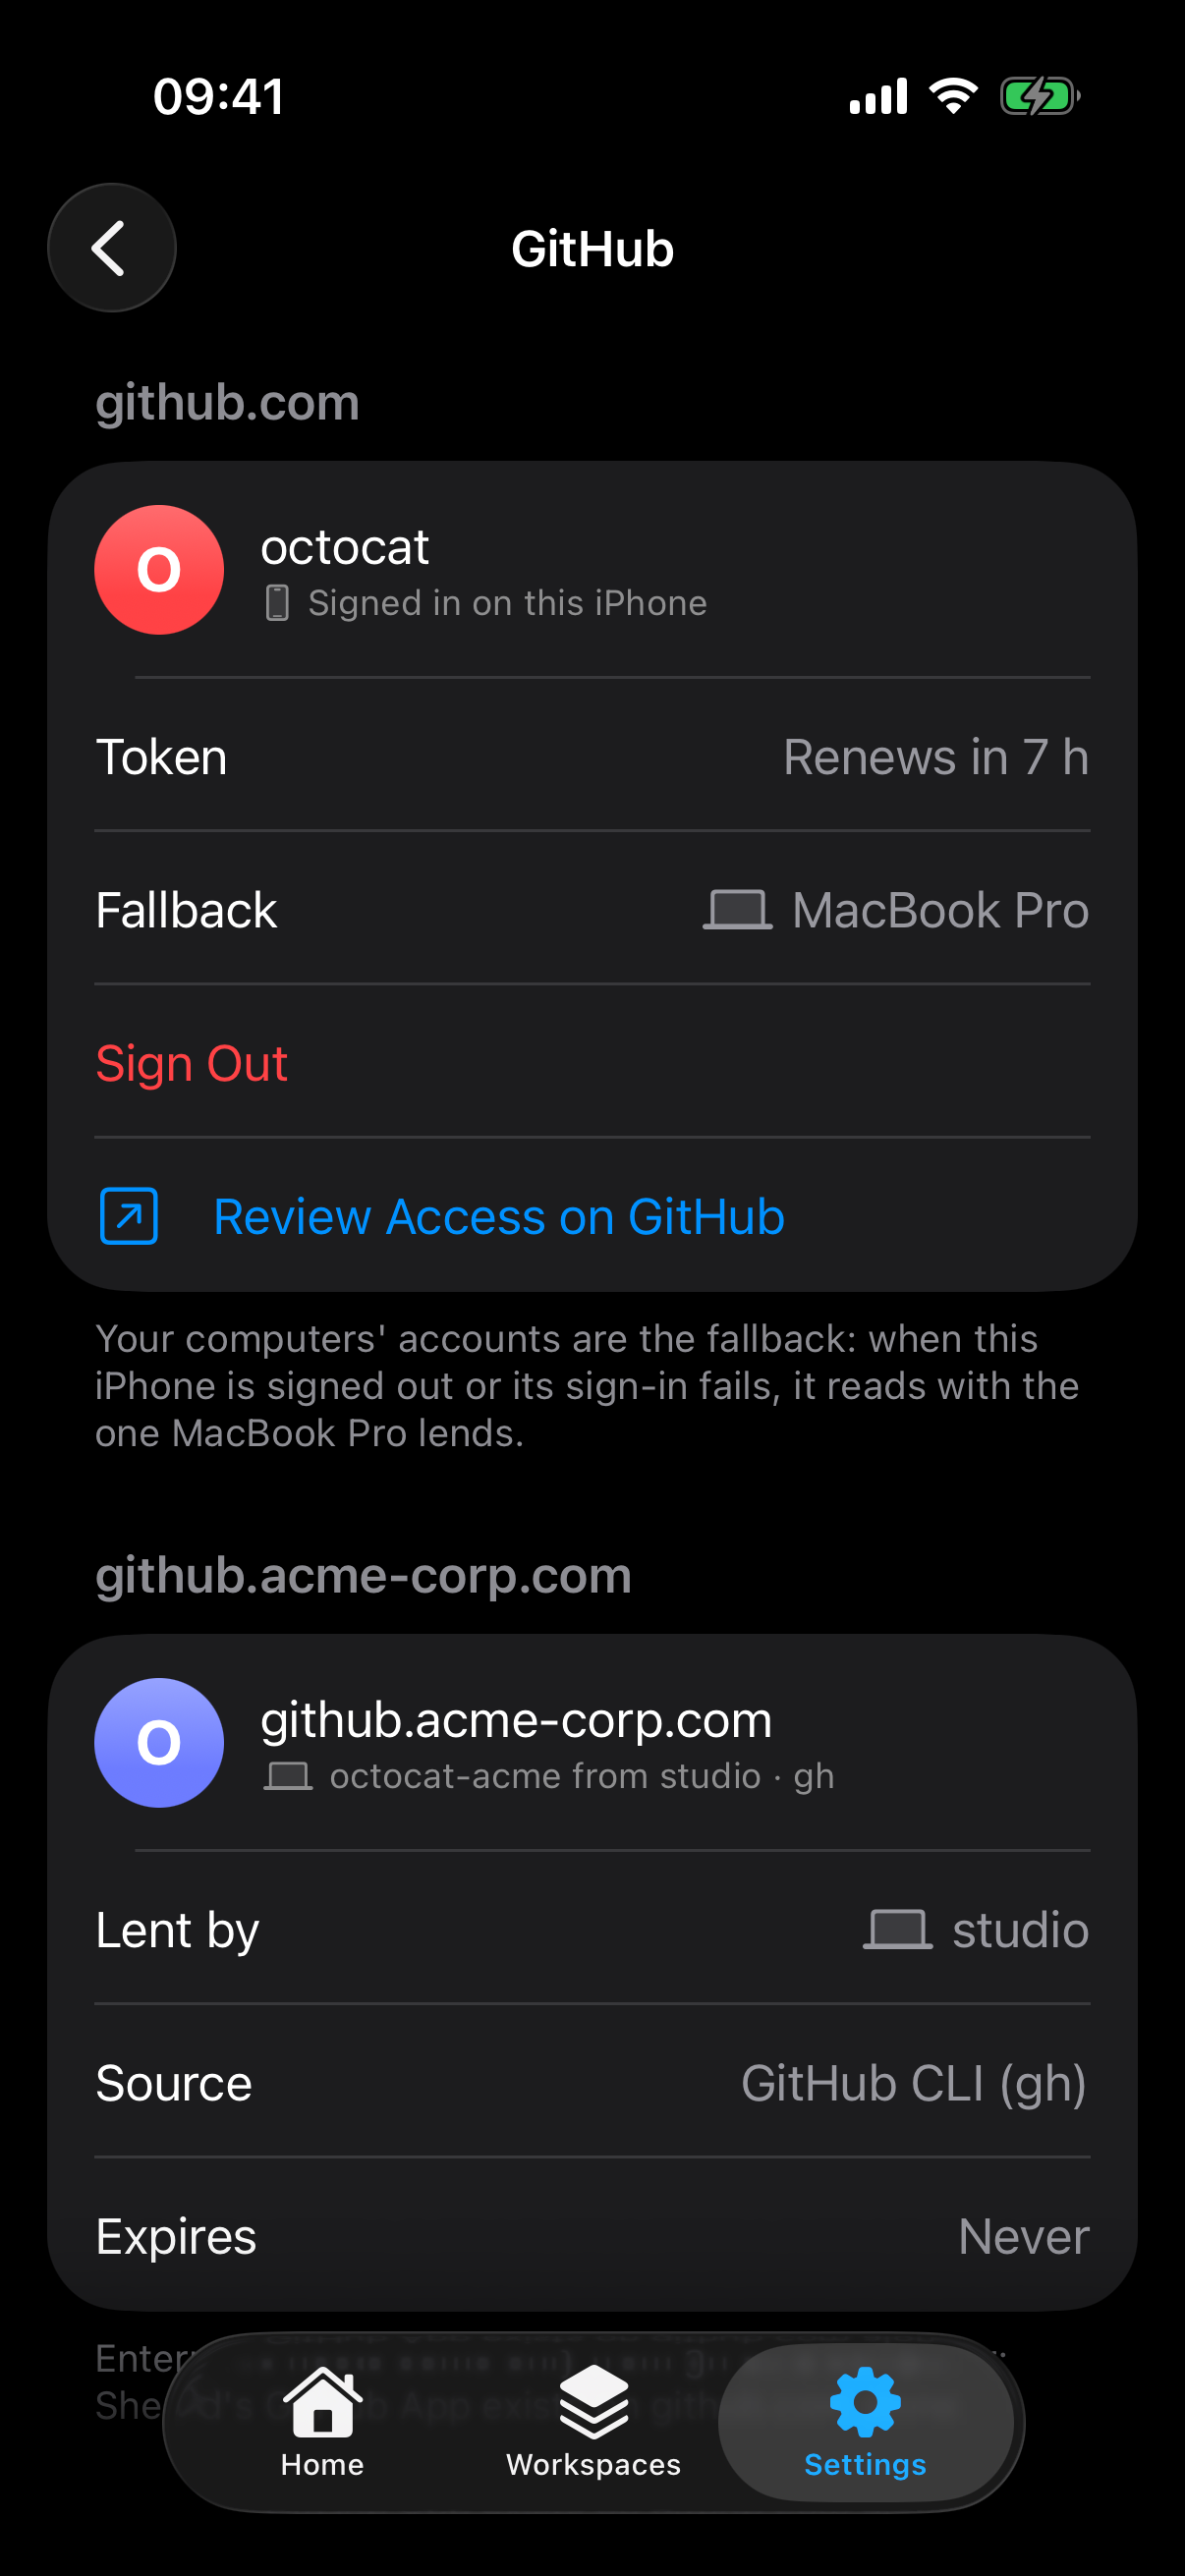 09:41
GitHub
github.com
O
octocat
Signed in on this iPhone
Token
Renews in 7 h
Fallback
MacBook Pro
Sign Out
Review Access on GitHub
Your computers' accounts are the fallback: when this
iPhone is signed out or its sign-in fails, it reads with the
one MacBook Pro lends.
github.acme-corp.com
O
github.acme-corp.com
octocat-acme from studio · gh
Lent by
studio
Source
GitHub CLI (gh)
Expires
Never
Home
Workspaces
Settings